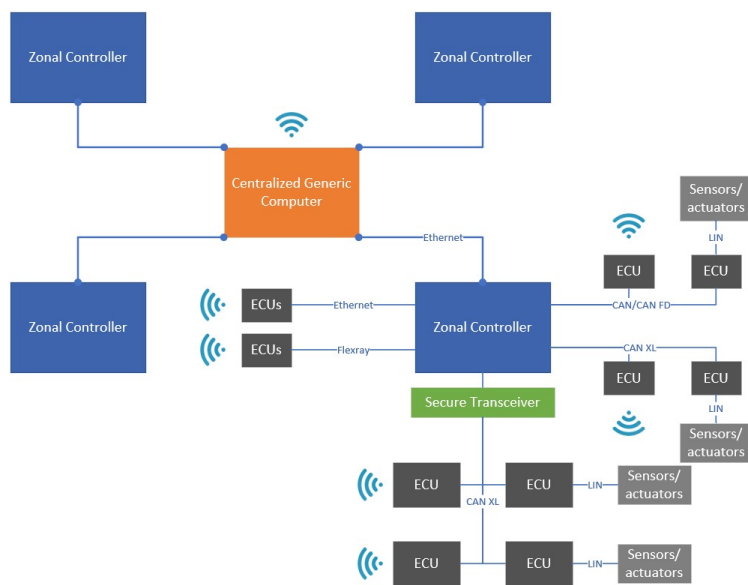 Zonal Controller
Zonal Controller
Centralized Generic
Computer
Sensors/
actuators
LIN
Ethernet
ECU
ECU
Zonal Controller
ECUs
Ethernet
Zonal Controller
CAN/CAN FD
ECUs
Flexray
CAN XL
ECU
ECU
Secure Transceiver
LIN
Sensors/
actuators
ECU
ECU
LIN
Sensors/
actuators
CAN XL
ECU
ECU
LIN
Sensors/
actuators